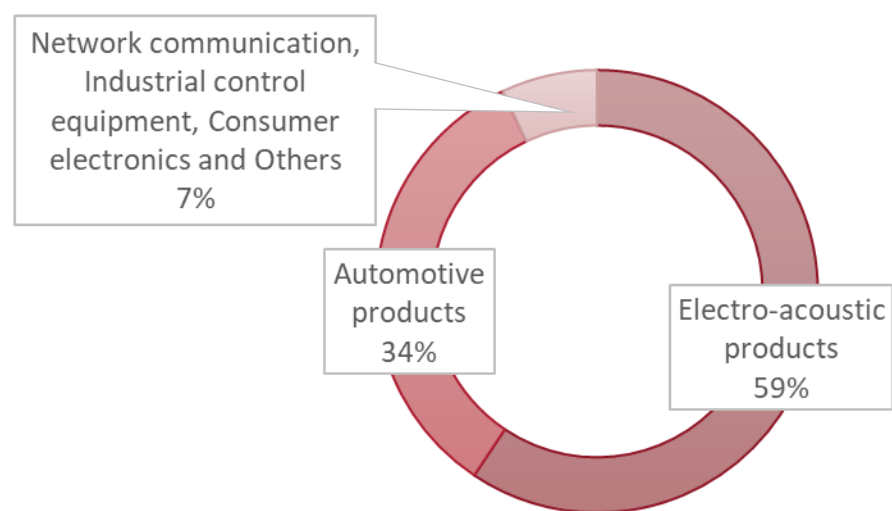 Network communication,
Industrial control
equipment, Consumer
electronics and Others
7%
Automotive
products
34%
Electro-acoustic
products
59%